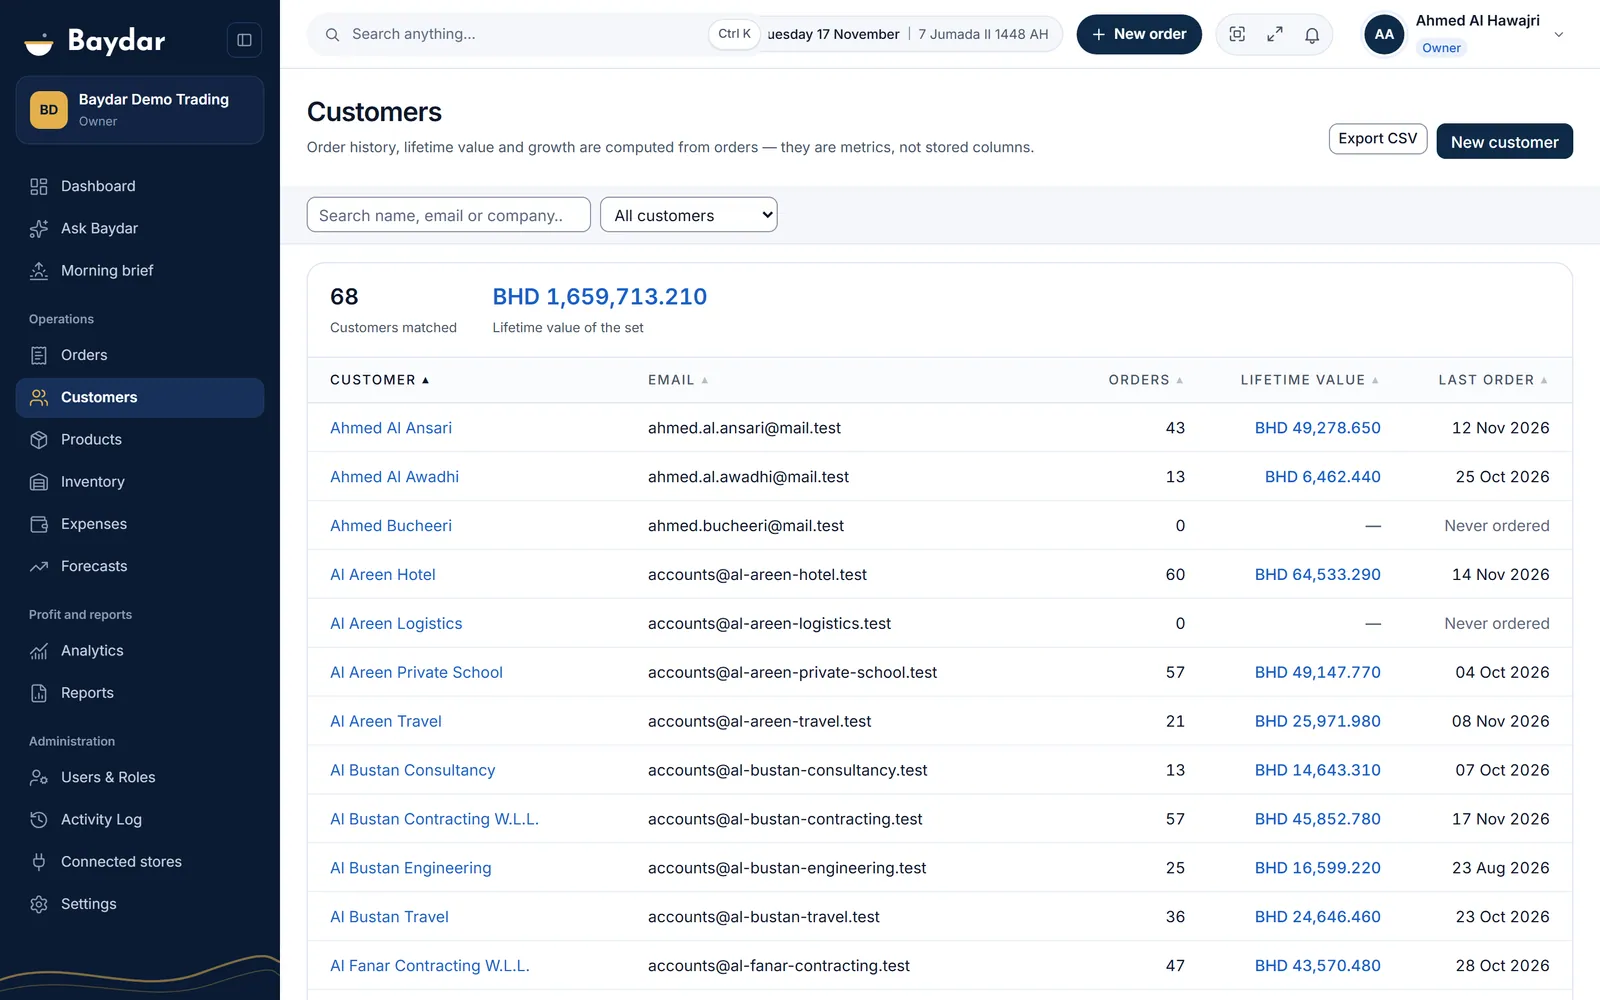 Baydar
BD
Baydar Demo Trading
Owner
Dashboard
Ask Baydar
Morning brief
Operations
Orders
Customers
Products
Inventory
Expenses
Forecasts
Profit and reports
Analytics
Reports
Administration
Users & Roles
Activity Log
Connected stores
Settings
Search anything...
Ctrl K
uesday 17 November | 7 Jumada II 1448 AH
+ New order
AA
Ahmed Al Hawajri
Owner
Customers
Order history, lifetime value and growth are computed from orders — they are metrics, not stored columns.
Export CSV
New customer
Search name, email or company..
All customers
68
Customers matched
BHD 1,659,713.210
Lifetime value of the set
CUSTOMER ▲ EMAIL ▲ ORDERS ▲ LIFETIME VALUE ▲ LAST ORDER ▲
Ahmed Al Ansari ahmed.al.ansari@mail.test 43 BHD 49,278.650 12 Nov 2026
Ahmed Al Awadhi ahmed.al.awadhi@mail.test 13 BHD 6,462.440 25 Oct 2026
Ahmed Bucheeri ahmed.bucheeri@mail.test 0 — Never ordered
Al Areen Hotel accounts@al-areen-hotel.test 60 BHD 64,533.290 14 Nov 2026
Al Areen Logistics accounts@al-areen-logistics.test 0 — Never ordered
Al Areen Private School accounts@al-areen-private-school.test 57 BHD 49,147.770 04 Oct 2026
Al Areen Travel accounts@al-areen-travel.test 21 BHD 25,971.980 08 Nov 2026
Al Bustan Consultancy accounts@al-bustan-consultancy.test 13 BHD 14,643.310 07 Oct 2026
Al Bustan Contracting W.L.L. accounts@al-bustan-contracting.test 57 BHD 45,852.780 17 Nov 2026
Al Bustan Engineering accounts@al-bustan-engineering.test 25 BHD 16,599.220 23 Aug 2026
Al Bustan Travel accounts@al-bustan-travel.test 36 BHD 24,646.460 23 Oct 2026
Al Fanar Contracting W.L.L. accounts@al-fanar-contracting.test 47 BHD 43,570.480 28 Oct 2026